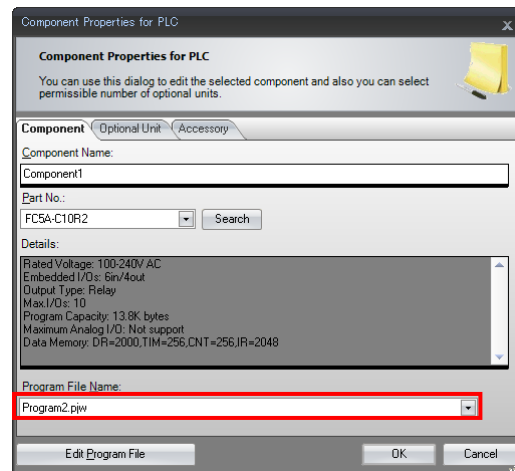 Component Properties for PLC
x
Component Properties for PLC
You can use this dialog to edit the selected component and also you can select
permissible number of optional units.
Component Optional Unit Accessory
Component Name:
Component1
Part No.:
FC5A-C10R2 Search
Details:
Rated Voltage: 100-240V AC
Embedded I/Os: 6in/4out
Output Type: Relay
Max.I/Os: 10
Program Capacity: 13.8K bytes
Maximum Analog I/O: Not support
Data Memory: DR=2000,TIM=256,CNT=256,IR=2048
Program File Name:
Program2.pjw
Edit Program File OK Cancel